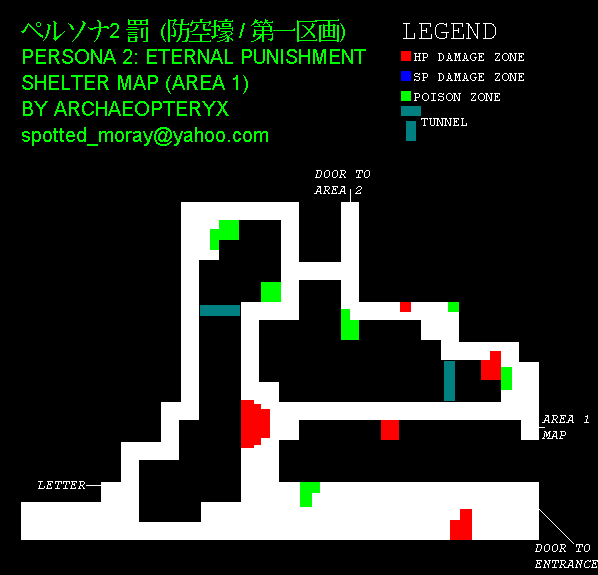 ペルソナ2 罰 (防空壕 / 第一区画)
PERSONA 2: ETERNAL PUNISHMENT
SHELTER MAP (AREA 1)
BY ARCHAEOPTERYX
spotted_moray@yahoo.com
LEGEND
HP DAMAGE ZONE
SP DAMAGE ZONE
POISON ZONE
TUNNEL
DOOR TO
AREA 2
AREA 1
MAP
LETTER
DOOR TO
ENTRANCE